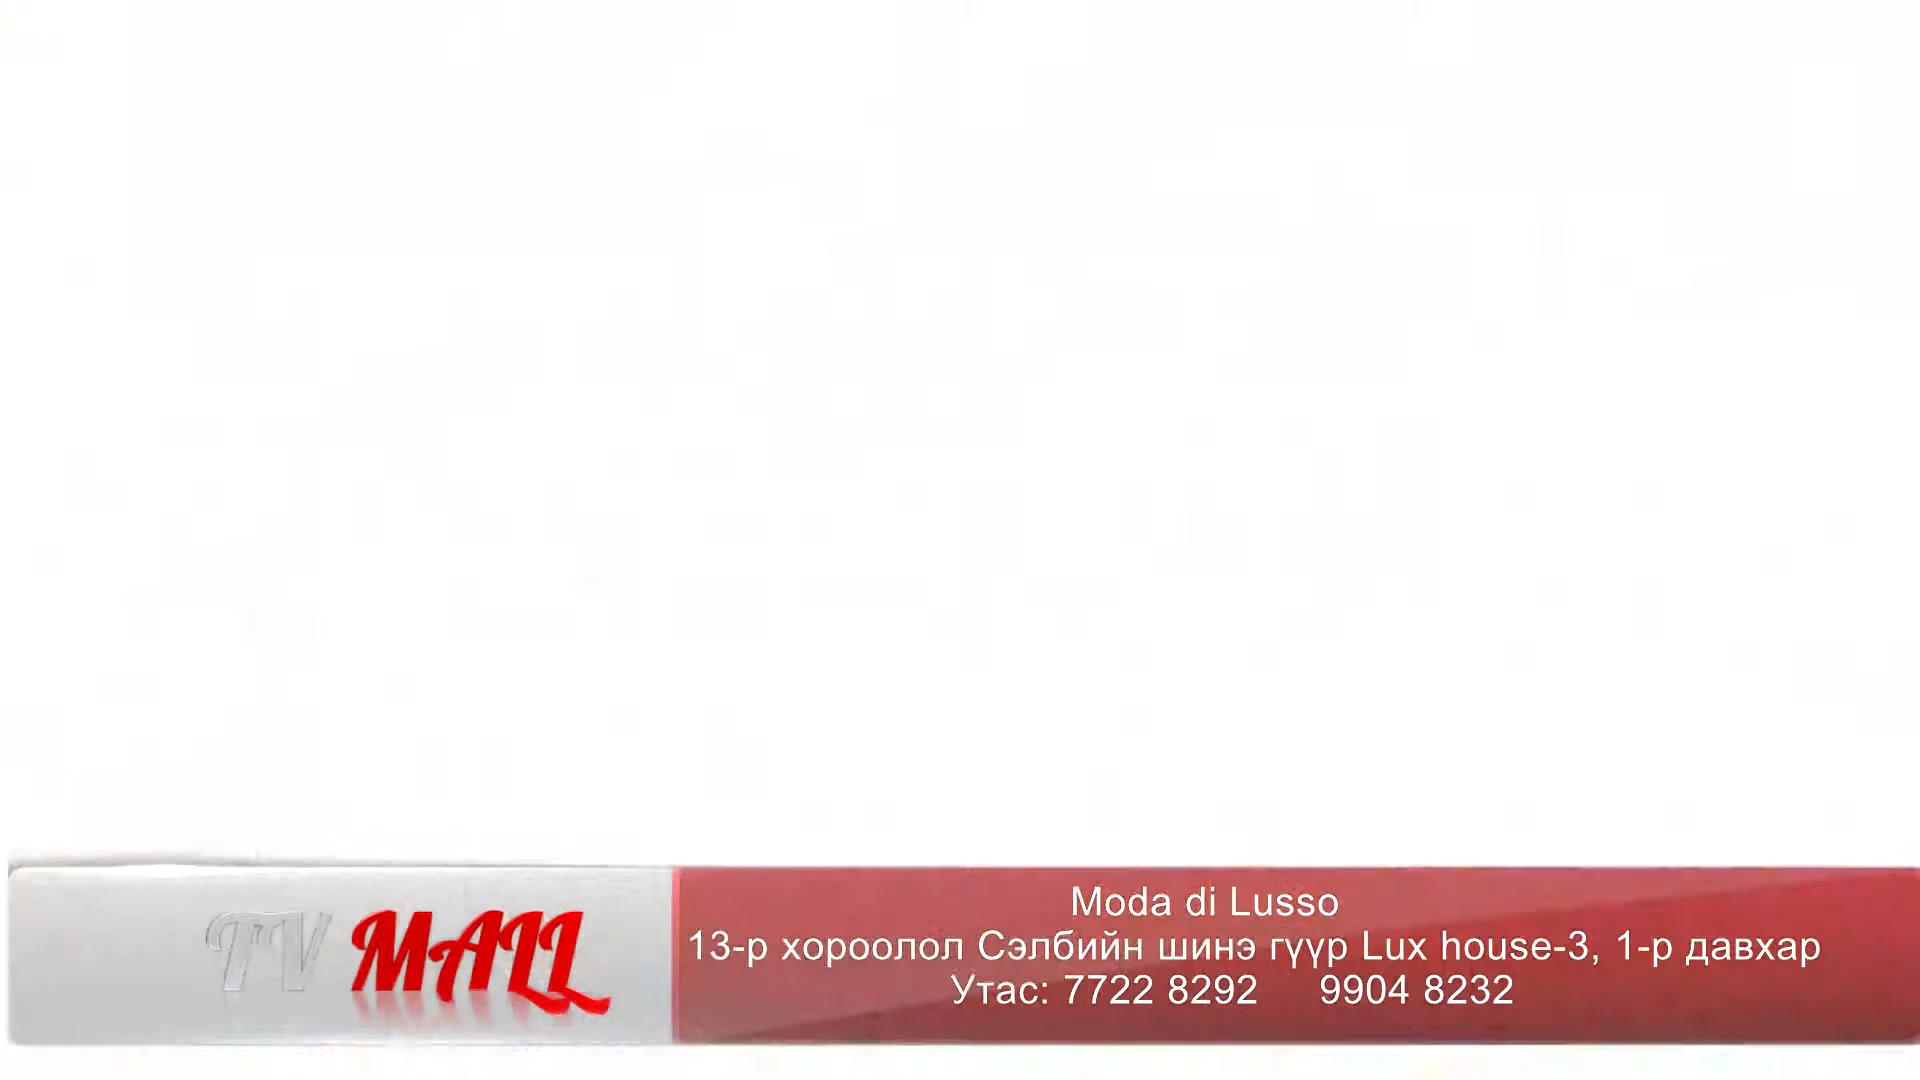 TV MALL
Moda di Lusso
13-р хороолол Сэлбийн шинэ гүүр Lux house-3, 1-р давхар
Утас: 7722 8292 9904 8232